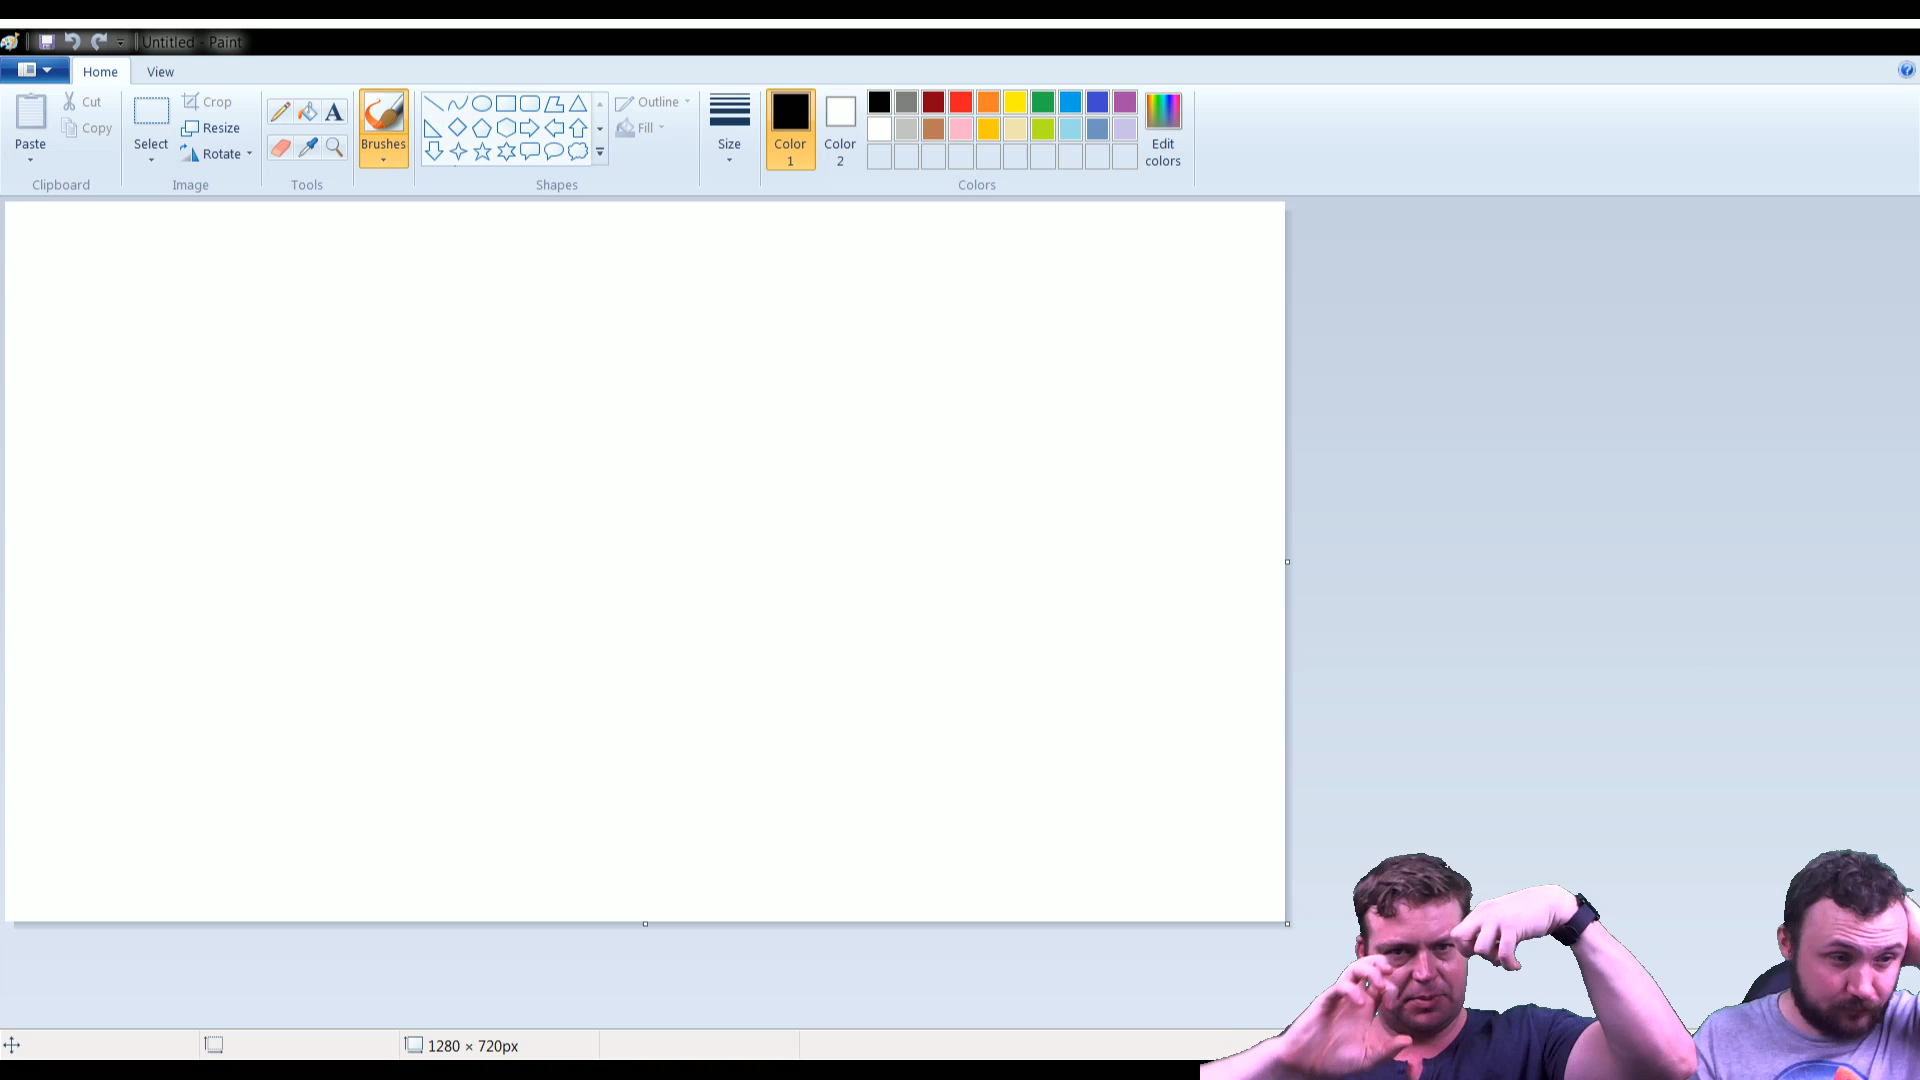 Untitled - Paint
Home View
Paste
Cut
Copy
Clipboard
Select
Crop
Resize
Rotate
Image
A
Tools
Brushes
Outline
Fill
Shapes
Size
Color
1
Color
2
Edit
colors
Colors
1280 × 720px